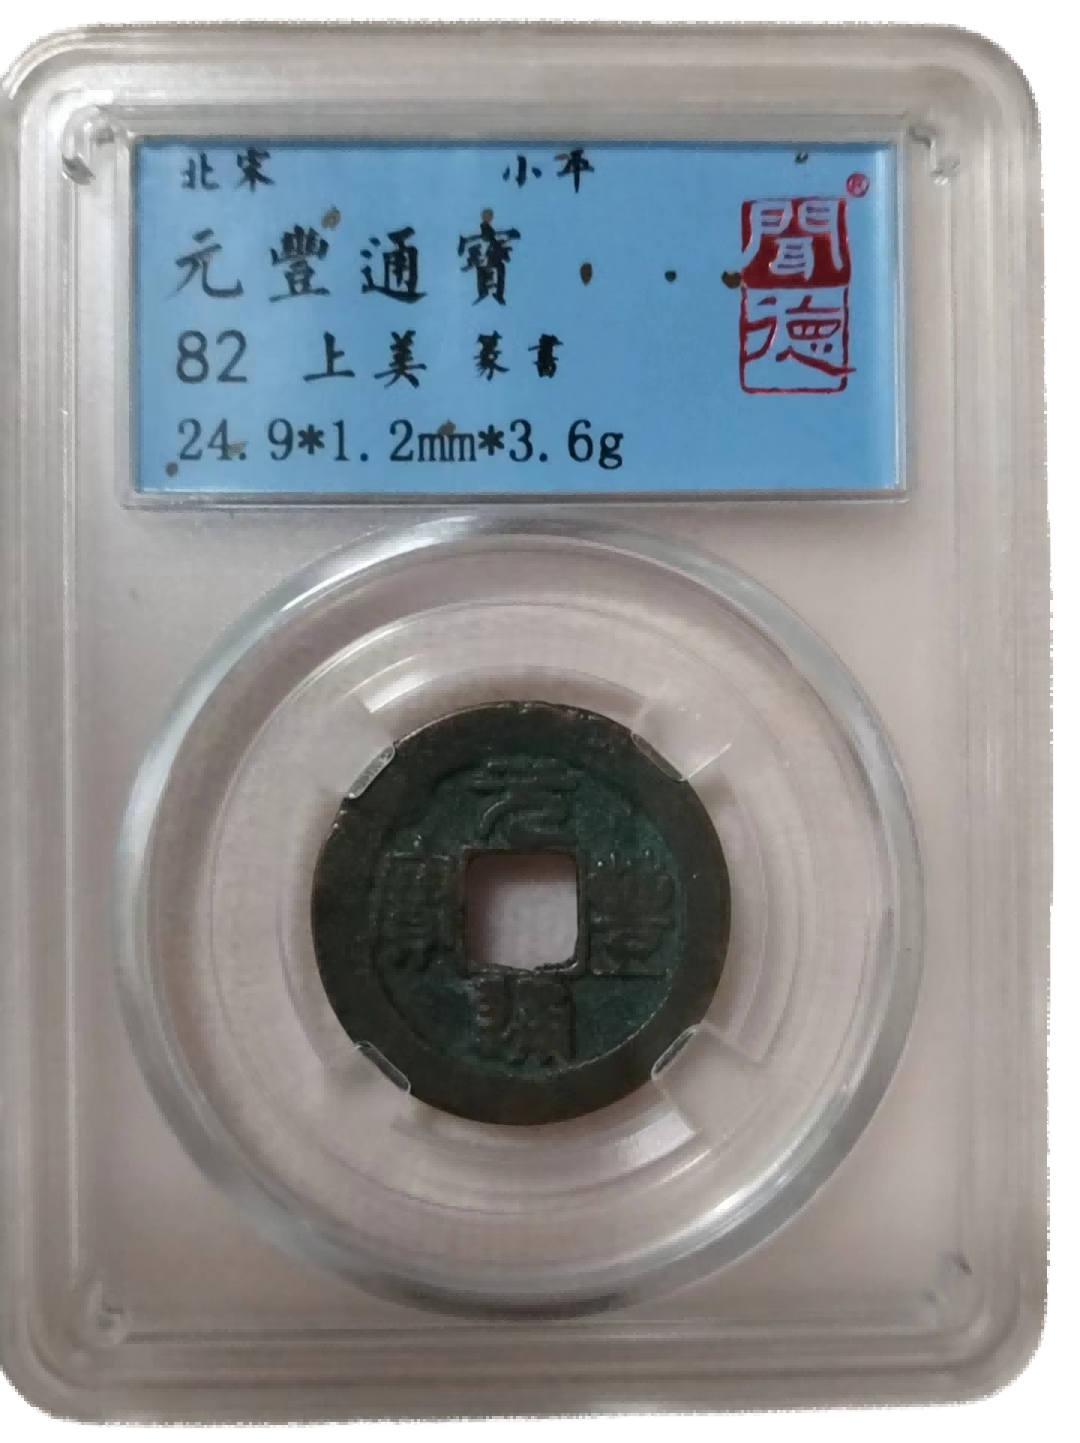 北宋 小平
元豐通寶
82 上美 篆書
24.9*1.2mm*3.6g
聞德
®
元豐通寶